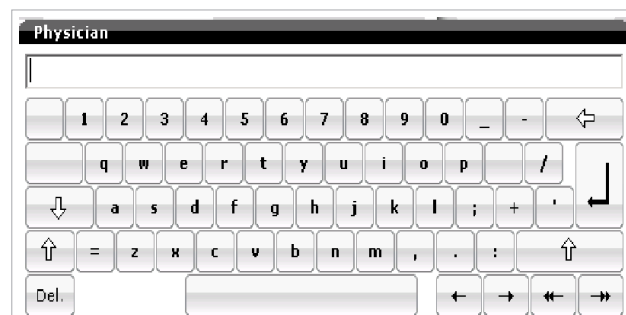 Physician
1 2 3 4 5 6 7 8 9 0 _ -
q w e r t y u i o p /
a s d f g h j k l ; + '
= z x c v b n m , . :
Del.